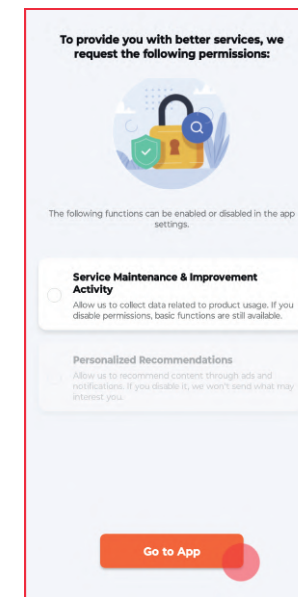 To provide you with better services, we
request the following permissions:
The following functions can be enabled or disabled in the app
settings.
Service Maintenance & Improvement
Activity
Allow us to collect data related to product usage. If you
disable permissions, basic functions are still available.
Personalized Recommendations
Allow us to recommend content through ads and
notifications. If you disable it, we won't send what may
interest you.
Go to App